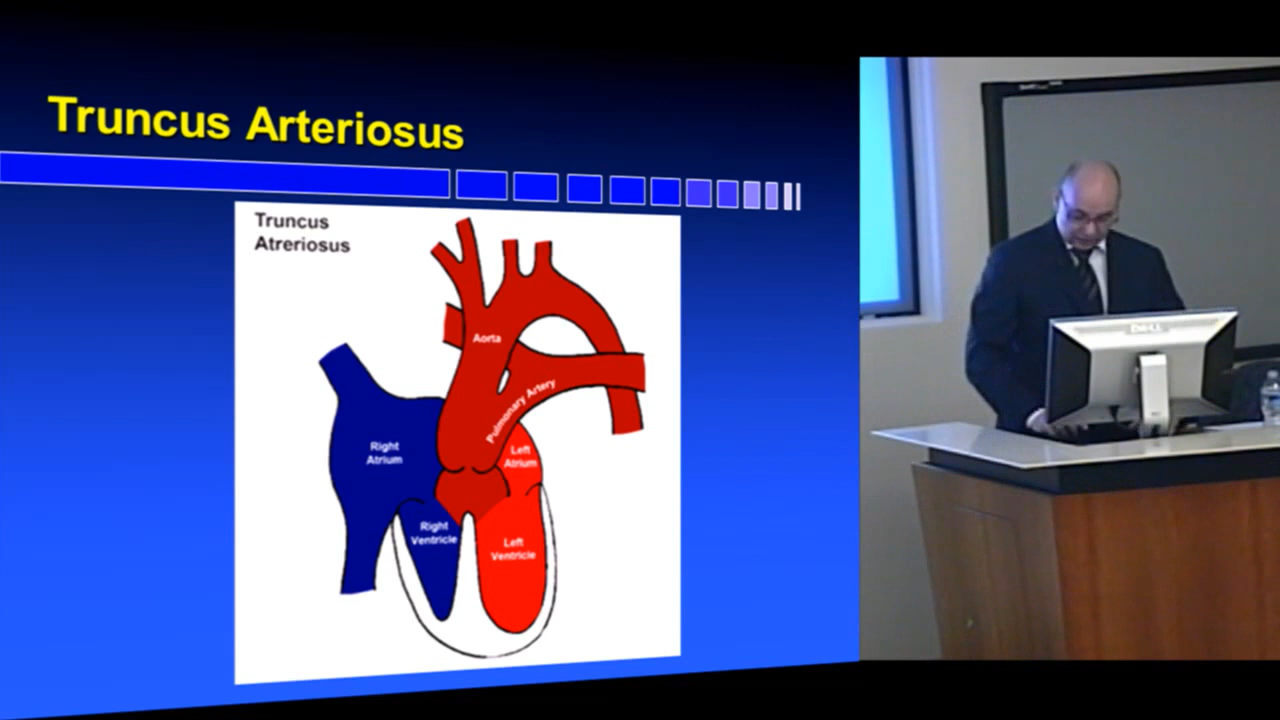 Truncus Arteriosus
Truncus
Atreriosus
Aorta
Pulmonary Artery
Right
Atrium
Left
Atrium
Right
Ventricle
Left
Ventricle
DELL